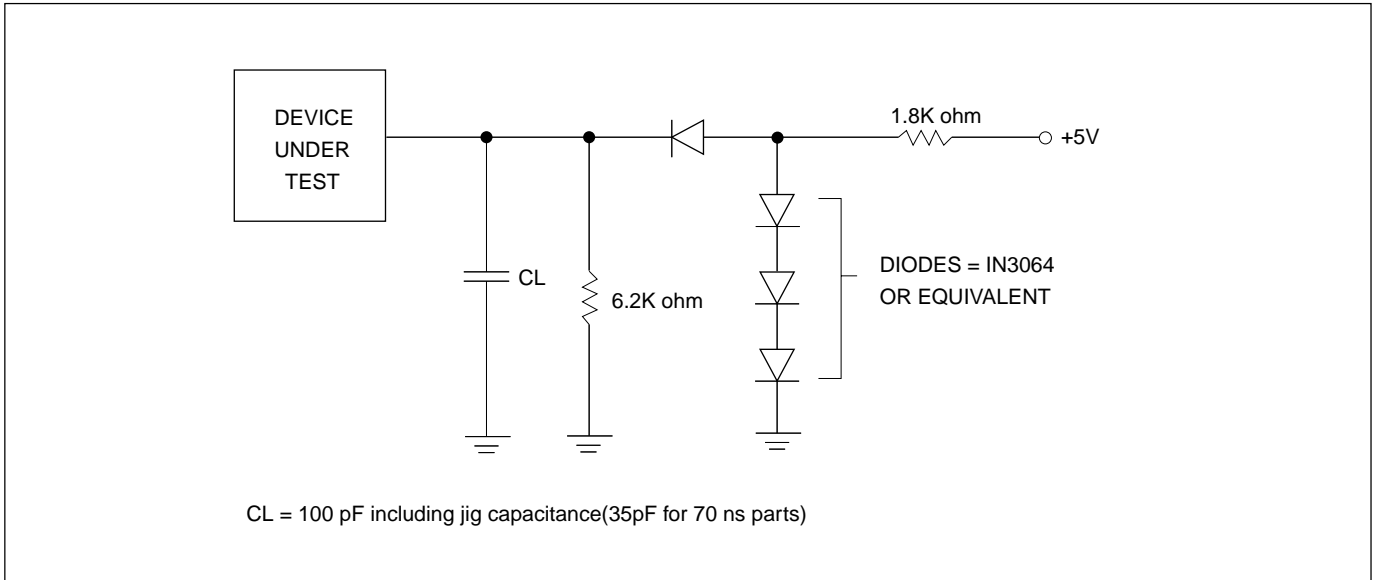 DEVICE
UNDER
TEST
1.8K ohm
+5V
CL
6.2K ohm
DIODES = IN3064
OR EQUIVALENT
CL = 100 pF including jig capacitance(35pF for 70 ns parts)